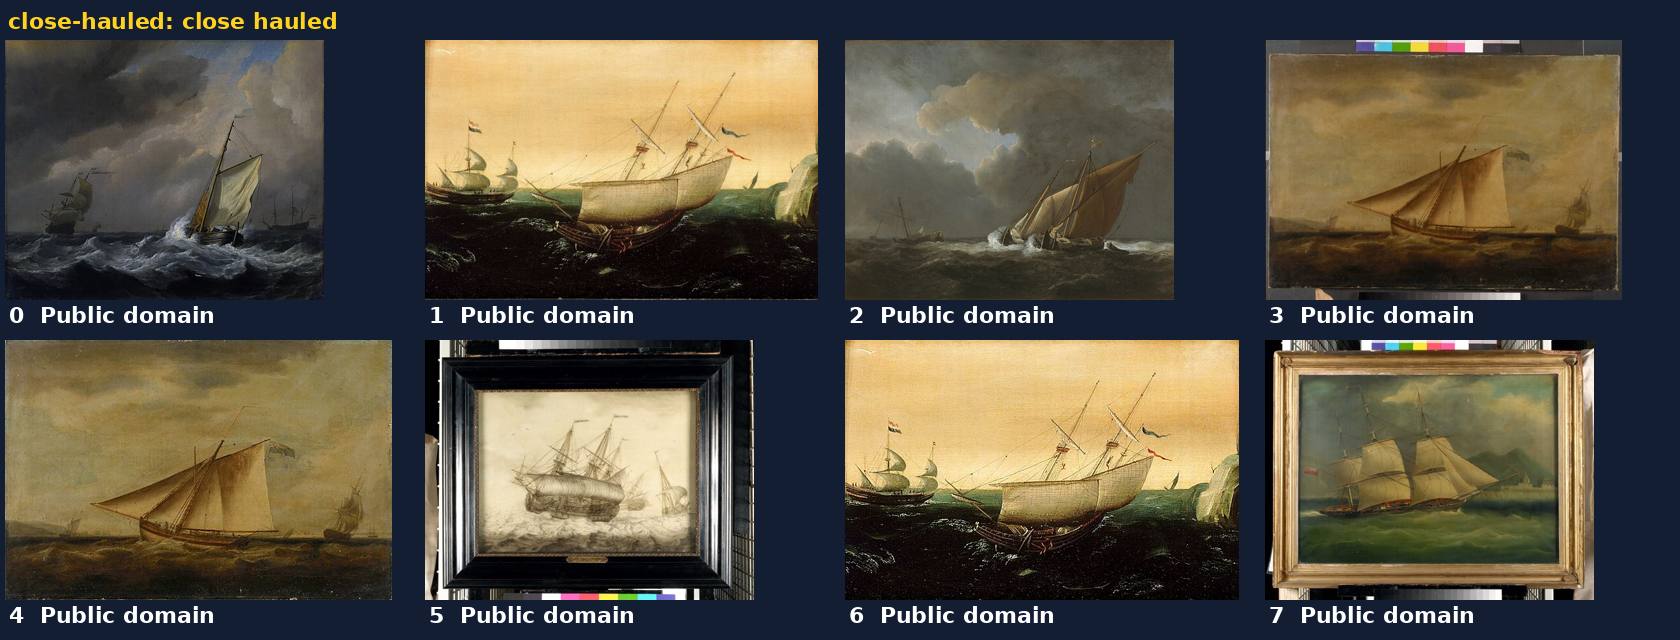 close-hauled: close hauled
0 Public domain
1 Public domain
2 Public domain
3 Public domain
4 Public domain
5 Public domain
6 Public domain
7 Public domain